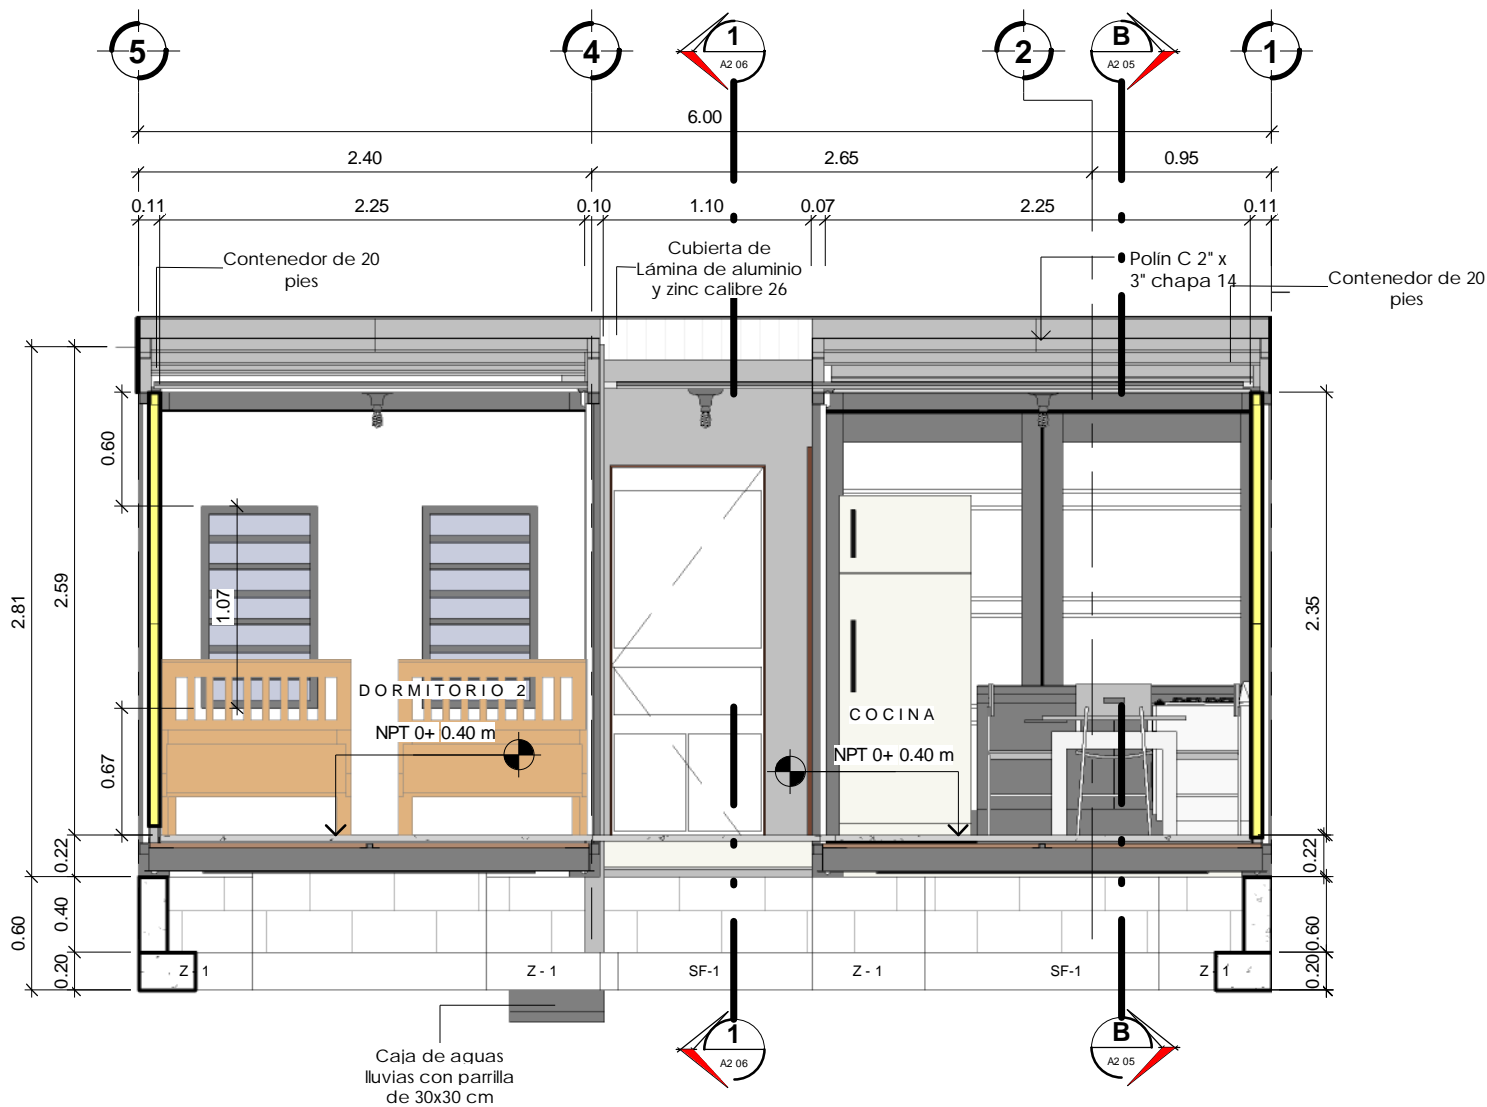 5
4
1
A2 06
2
B
A2 05
1
6.00
2.40
2.65
0.95
0.11
2.25
0.10
1.10
0.07
2.25
0.11
Contenedor de 20
pies
Cubierta de
Lámina de aluminio
y zinc calibre 26
Polín C 2" x
3" chapa 14
Contenedor de 20
pies
0.60
1.07
2.59
2.81
0.67
2.35
DORMITORIO 2
NPT 0+ 0.40 m
COCINA
NPT 0+ 0.40 m
0.22
0.40
0.60
0.20
0.22
0.60
0.20
Z - 1
Z - 1
SF-1
Z - 1
SF-1
Z - 1
1
A2 06
B
A2 05
Caja de aguas
lluvias con parrilla
de 30x30 cm